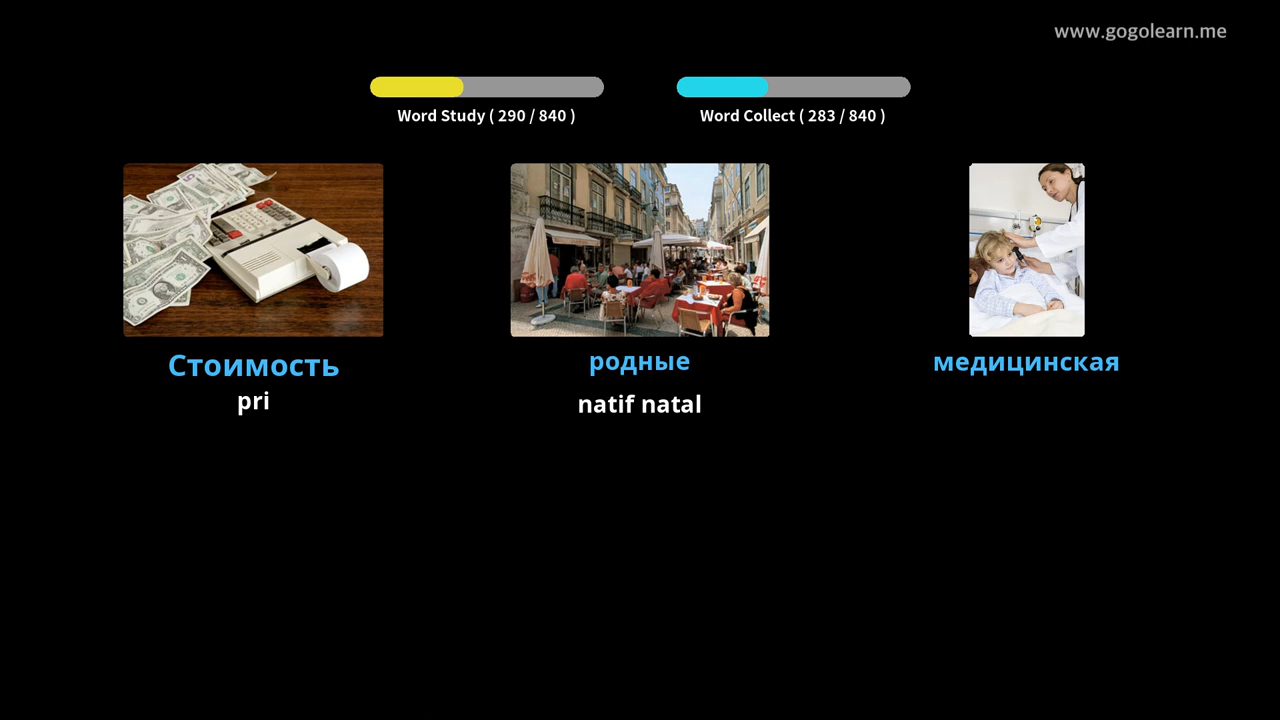 www.gogolearn.me
Word Study ( 290 / 840 )
Word Collect ( 283 / 840 )
Стоимость
pri
родные
natif natal
медицинская